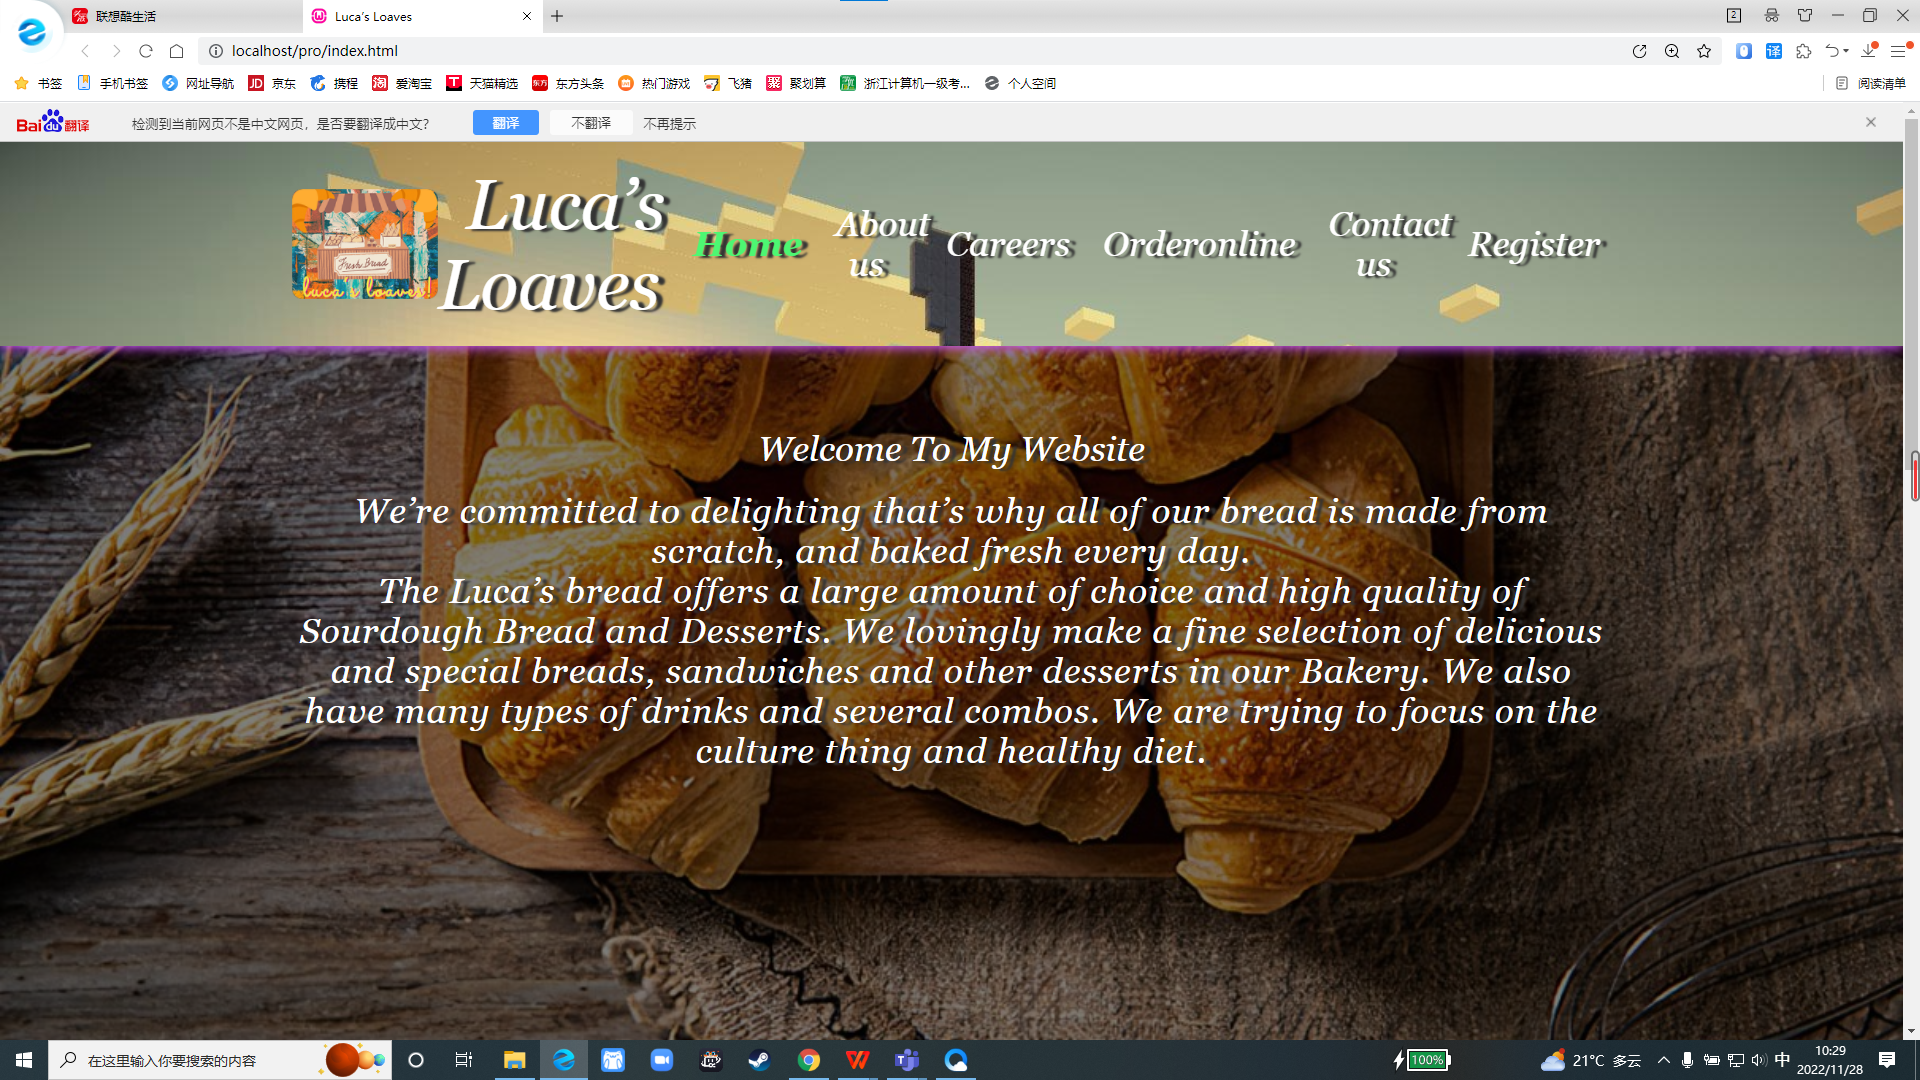 联想酷生活
Luca's Loaves
2
localhost/pro/index.html
译
书签
手机书签
网址导航
JD 京东
携程
淘 爱淘宝
T 天猫精选
东方 东方头条
热门游戏
飞猪
聚 聚划算
浙江计算机一级考...
个人空间
阅读清单
Baidu翻译
检测到当前网页不是中文网页，是否要翻译成中文？
翻译
不翻译
不再提示
Fresh Bread
luca's loaves!
Luca's
Loaves
Home
About
us
Careers
Orderonline
Contact
us
Register
Welcome To My Website
We're committed to delighting that's why all of our bread is made from
scratch, and baked fresh every day.
The Luca's bread offers a large amount of choice and high quality of
Sourdough Bread and Desserts. We lovingly make a fine selection of delicious
and special breads, sandwiches and other desserts in our Bakery. We also
have many types of drinks and several combos. We are trying to focus on the
culture thing and healthy diet.
在这里输入你要搜索的内容
100%
21°C 多云
中
10:29
2022/11/28